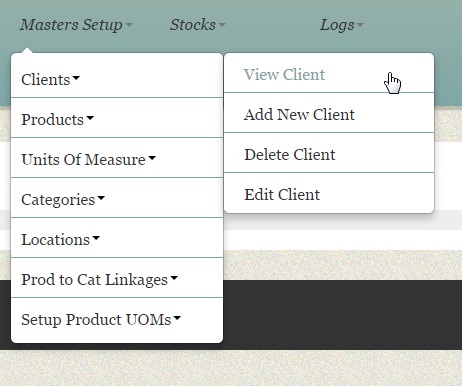 Masters Setup Stocks Logs
Clients
Products
Units Of Measure
Categories
Locations
Prod to Cat Linkages
Setup Product UOMs
View Client
Add New Client
Delete Client
Edit Client